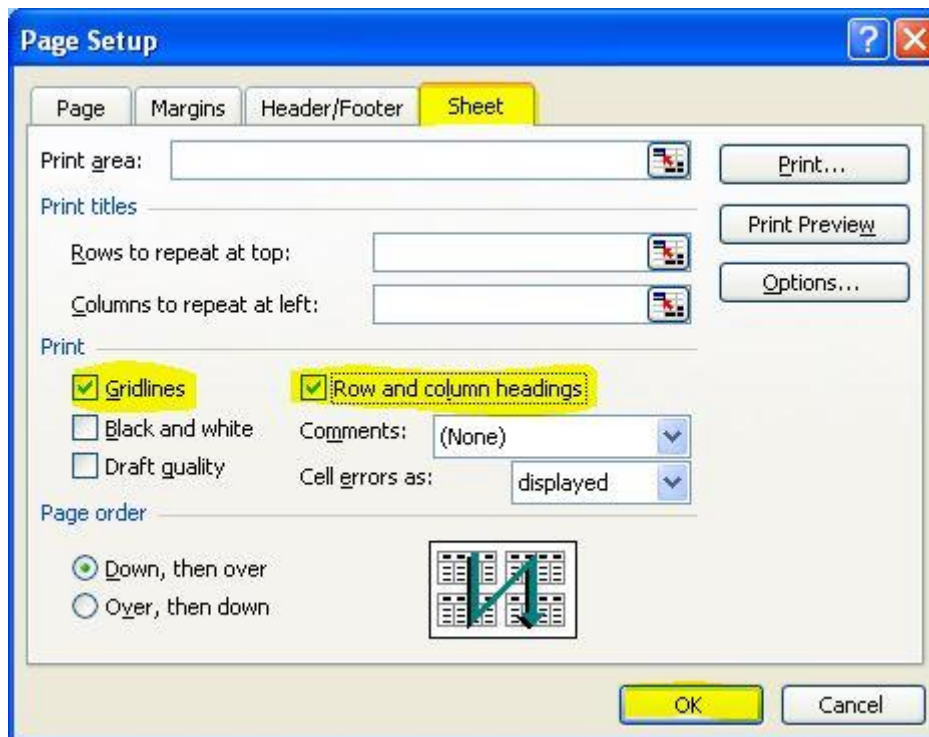 Page Setup
Page Margins Header/Footer Sheet
Print area:
Print...
Print titles
Print Preview
Rows to repeat at top:
Options...
Columns to repeat at left:
Print
Gridlines Row and column headings
Black and white Comments: (None)
Draft quality Cell errors as: displayed
Page order
Down, then over
Over, then down
OK Cancel